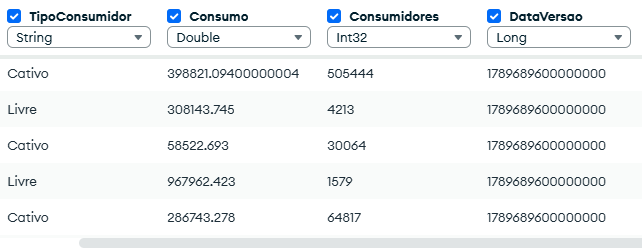 TipoConsumidor Consumo Consumidores DataVersao
String Double Int32 Long
Cativo 398821.09400000004 505444 1789689600000000
Livre 308143.745 4213 1789689600000000
Cativo 58522.693 30064 1789689600000000
Livre 967962.423 1579 1789689600000000
Cativo 286743.278 64817 1789689600000000